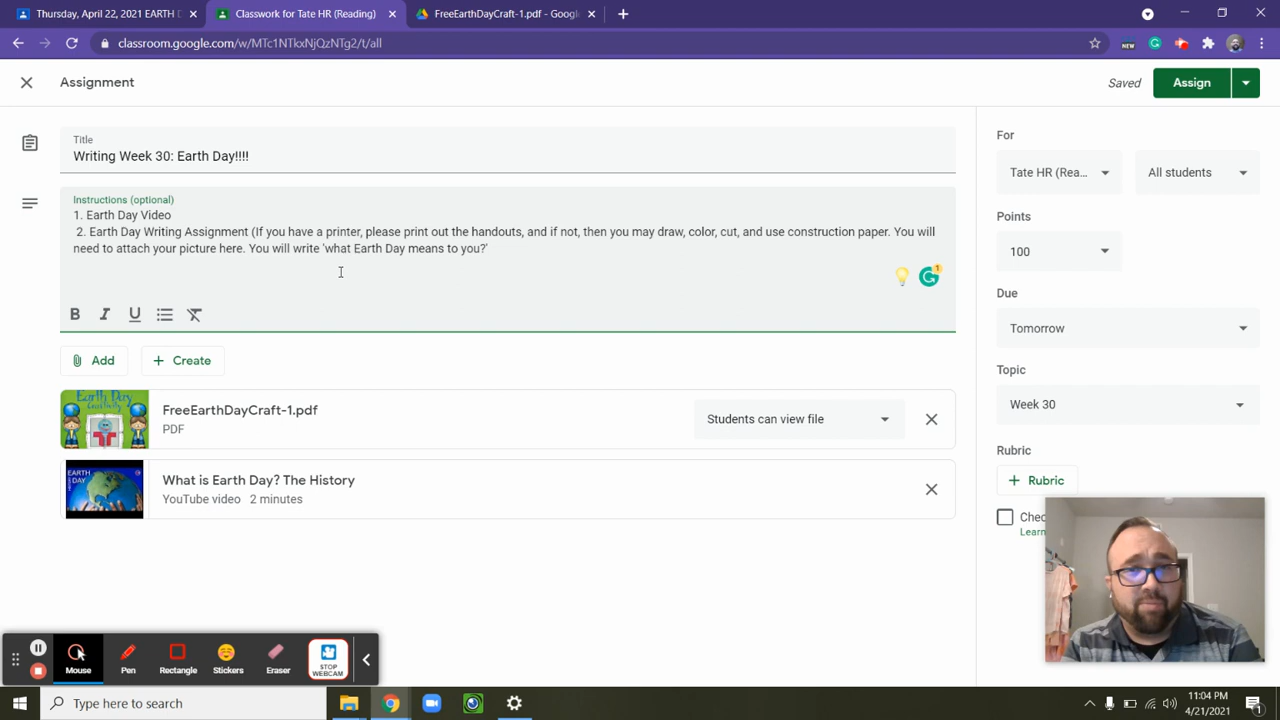 Thursday, April 22, 2021 EARTH D
Classwork for Tate HR (Reading)
FreeEarthDayCraft-1.pdf - Google
classroom.google.com/w/MTc1NTkxNjQzNTg2/t/all
NEW
Assignment
Saved
Assign
Title
Writing Week 30: Earth Day!!!!
Instructions (optional)
1. Earth Day Video
2. Earth Day Writing Assignment (If you have a printer, please print out the handouts, and if not, then you may draw, color, cut, and use construction paper. You will
need to attach your picture here. You will write 'what Earth Day means to you?'
1
B I U
Add
Create
FreeEarthDayCraft-1.pdf
PDF
Students can view file
What is Earth Day? The History
YouTube video 2 minutes
EARTH
DAY
For
Tate HR (Rea...
All students
Points
100
Due
Tomorrow
Topic
Week 30
Rubric
Rubric
Chec
Learn
Mouse
Pen
Rectangle
Stickers
Eraser
STOP
WEBCAM
Type here to search
11:04 PM
4/21/2021
1